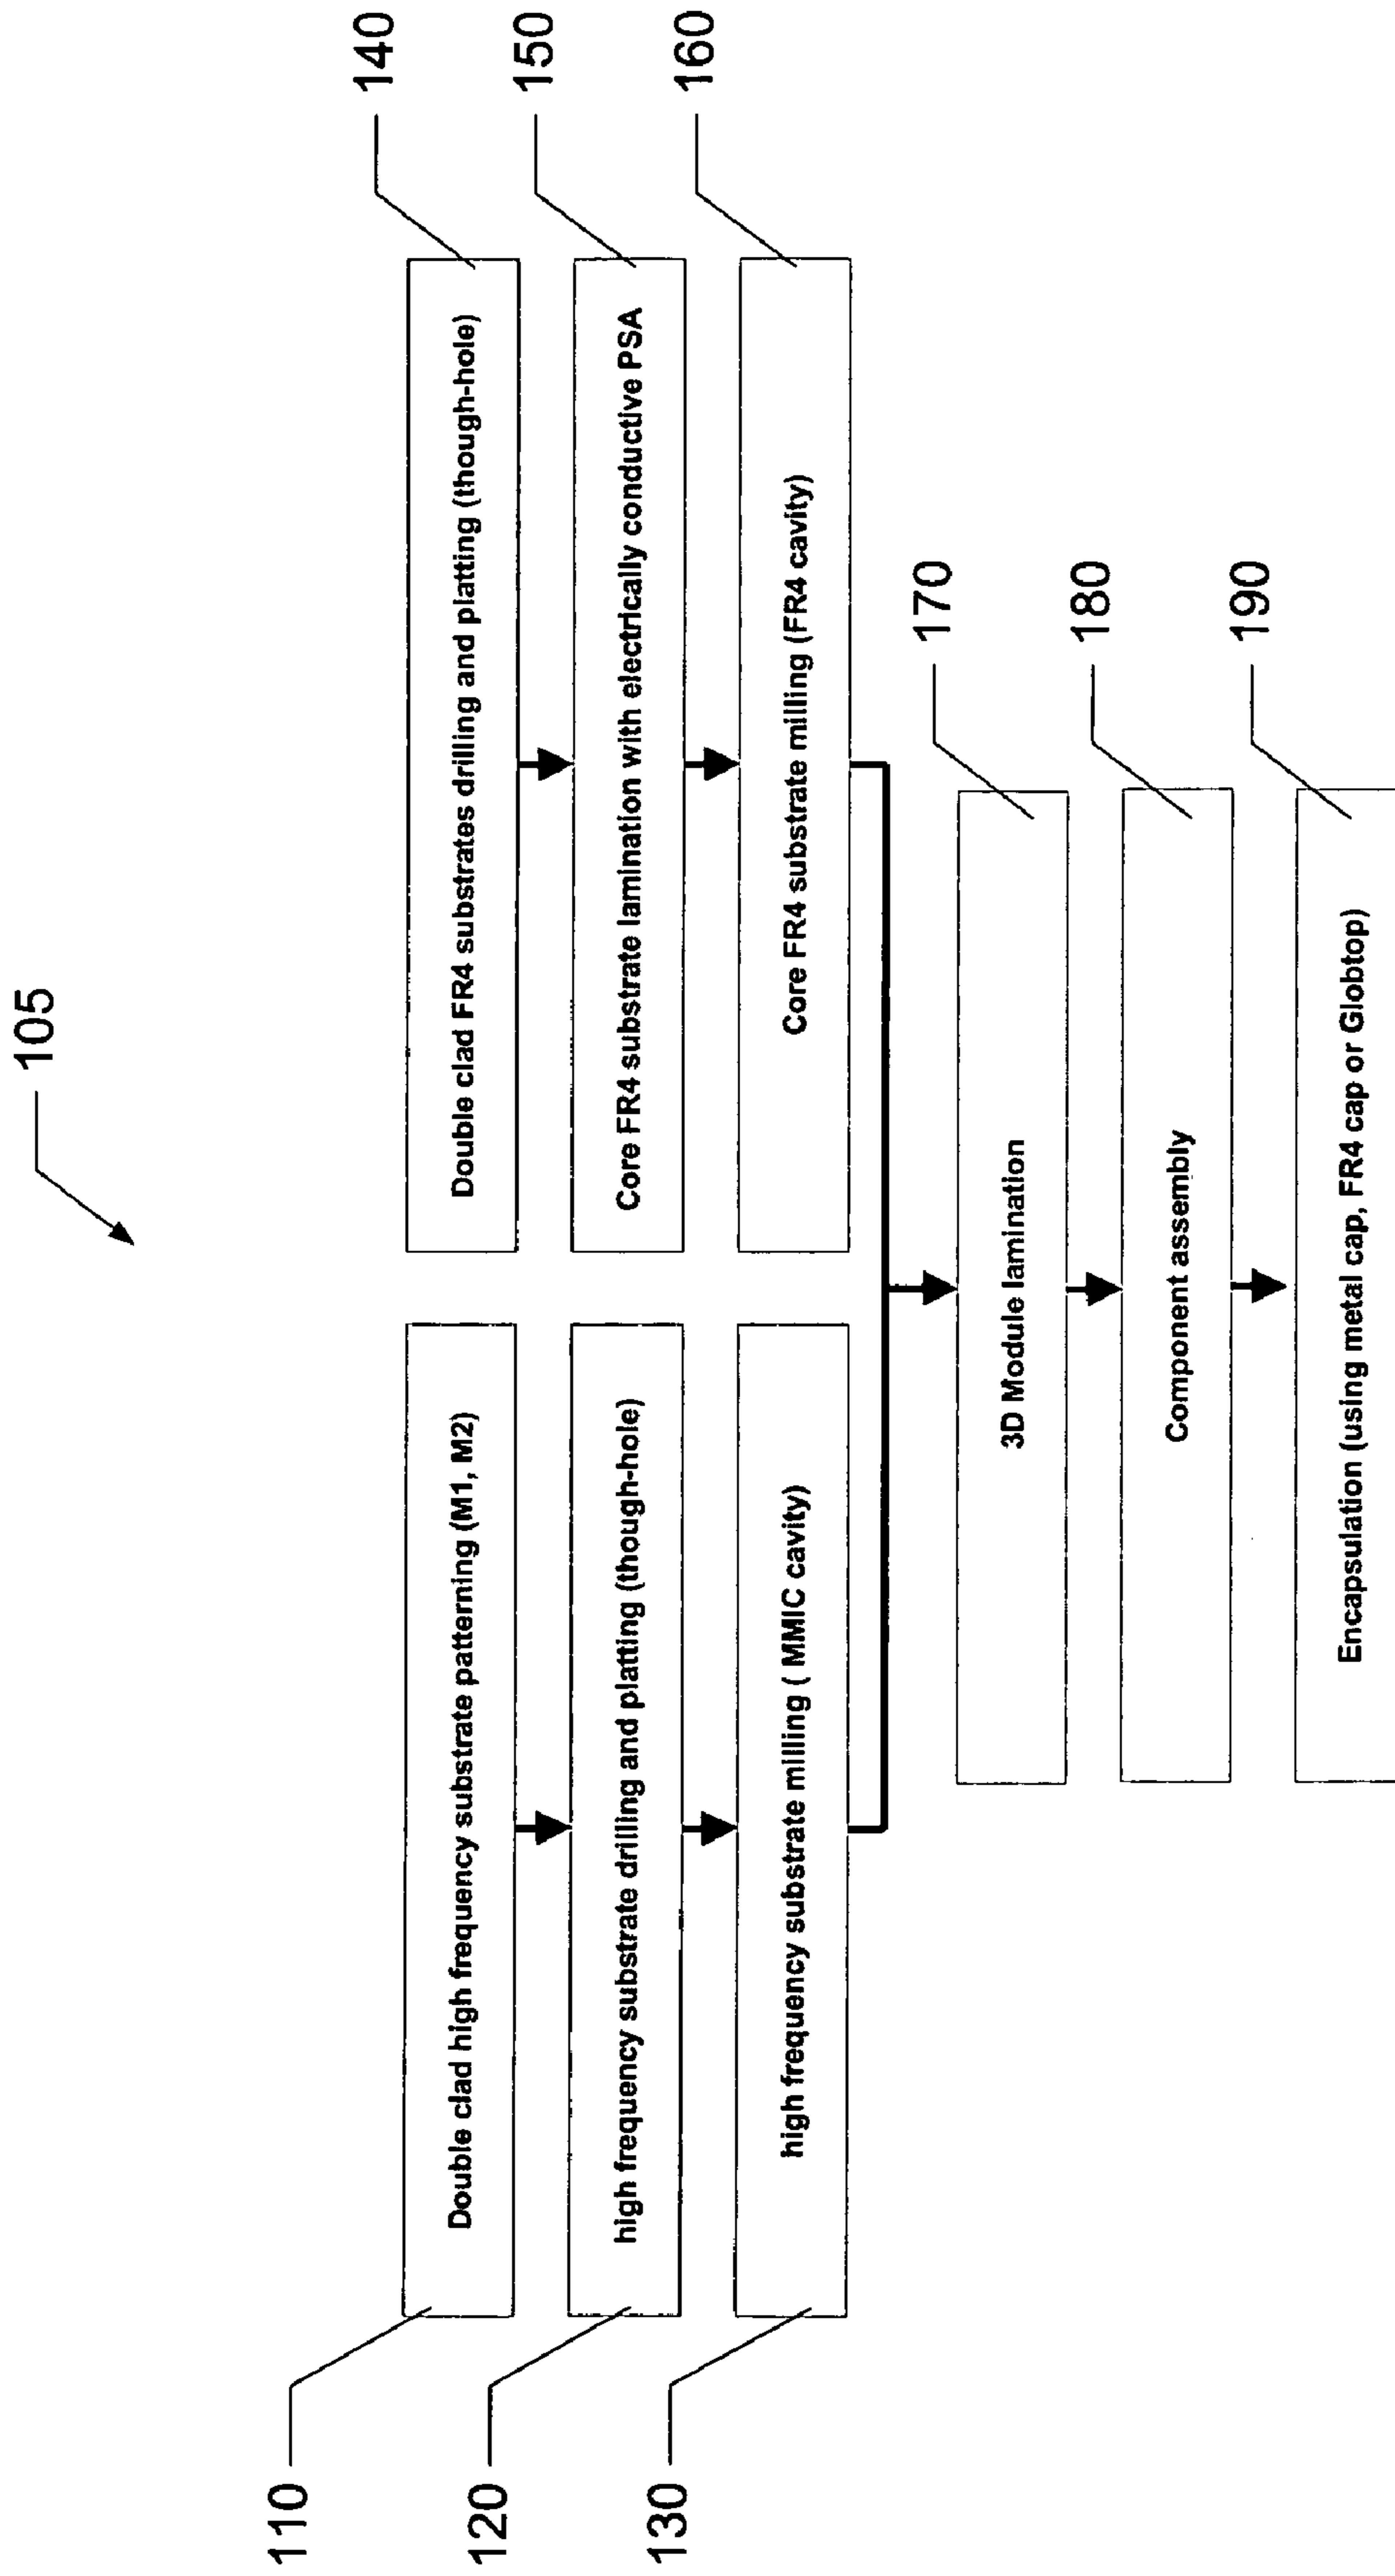 105
110
Double clad high frequency substrate patterning (M1, M2)
120
high frequency substrate drilling and platting (though-hole)
130
high frequency substrate milling ( MMIC cavity)
140
Double clad FR4 substrates drilling and platting (though-hole)
150
Core FR4 substrate lamination with electrically conductive PSA
160
Core FR4 substrate milling (FR4 cavity)
170
3D Module lamination
180
Component assembly
190
Encapsulation (using metal cap, FR4 cap or Globtop)